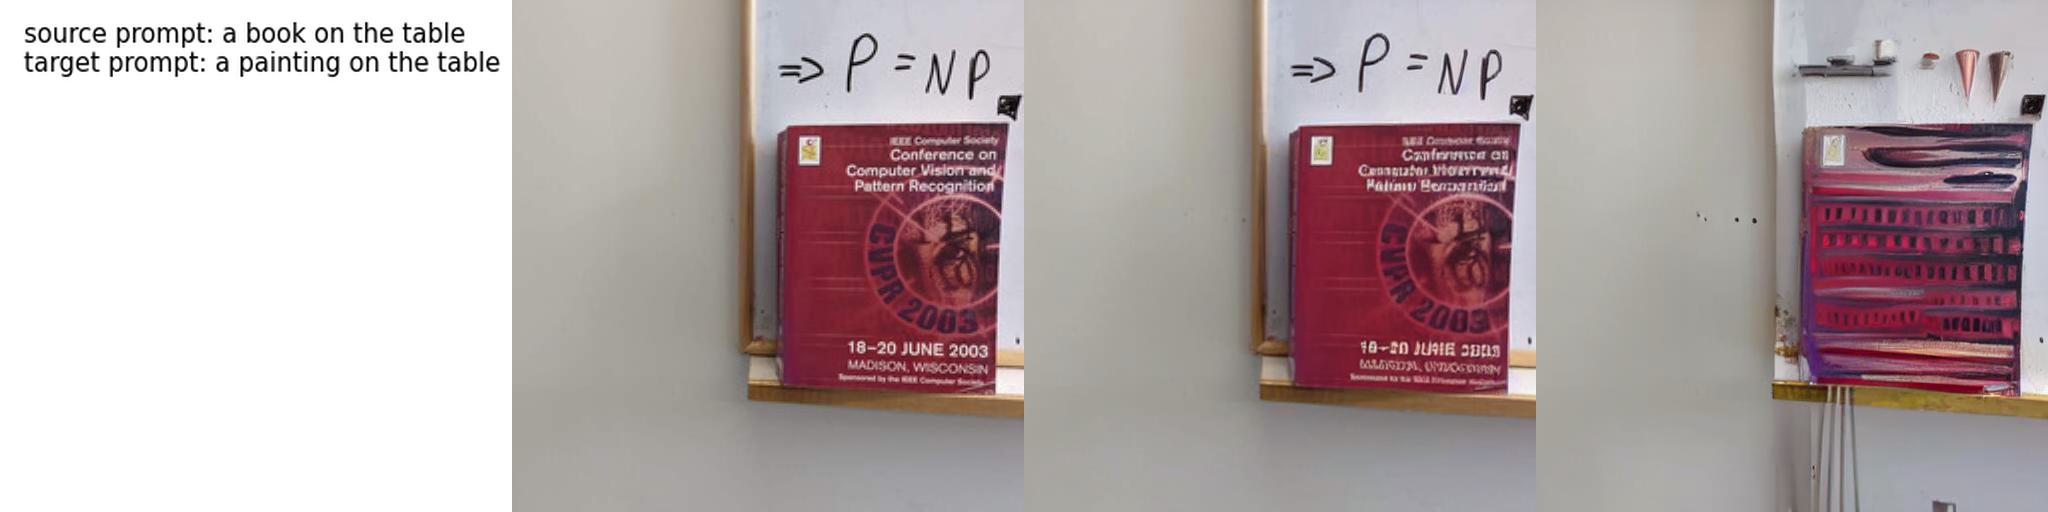 source prompt: a book on the table
target prompt: a painting on the table
=> P = NP
IEEE Computer Society
Conference on
Computer Vision and
Pattern Recognition
CVPR 2003
18-20 JUNE 2003
MADISON, WISCONSIN
Sponsored by the IEEE Computer Society
=> P = NP
CVPR 2003